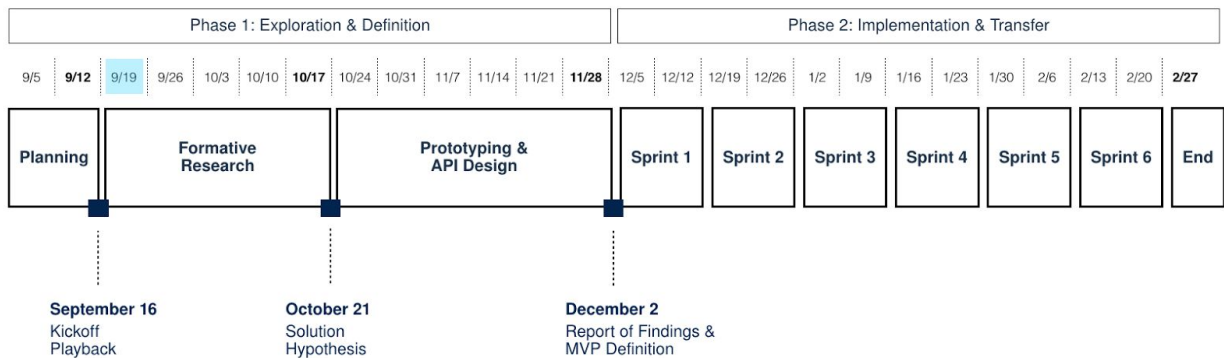 Phase 1: Exploration & Definition
Phase 2: Implementation & Transfer
9/5 9/12 9/19 9/26 10/3 10/10 10/17 10/24 10/31 11/7 11/14 11/21 11/28 12/5 12/12 12/19 12/26 1/2 1/9 1/16 1/23 1/30 2/6 2/13 2/20 2/27
Planning
Formative
Research
Prototyping &
API Design
Sprint 1
Sprint 2
Sprint 3
Sprint 4
Sprint 5
Sprint 6
End
September 16
Kickoff
Playback
October 21
Solution
Hypothesis
December 2
Report of Findings &
MVP Definition